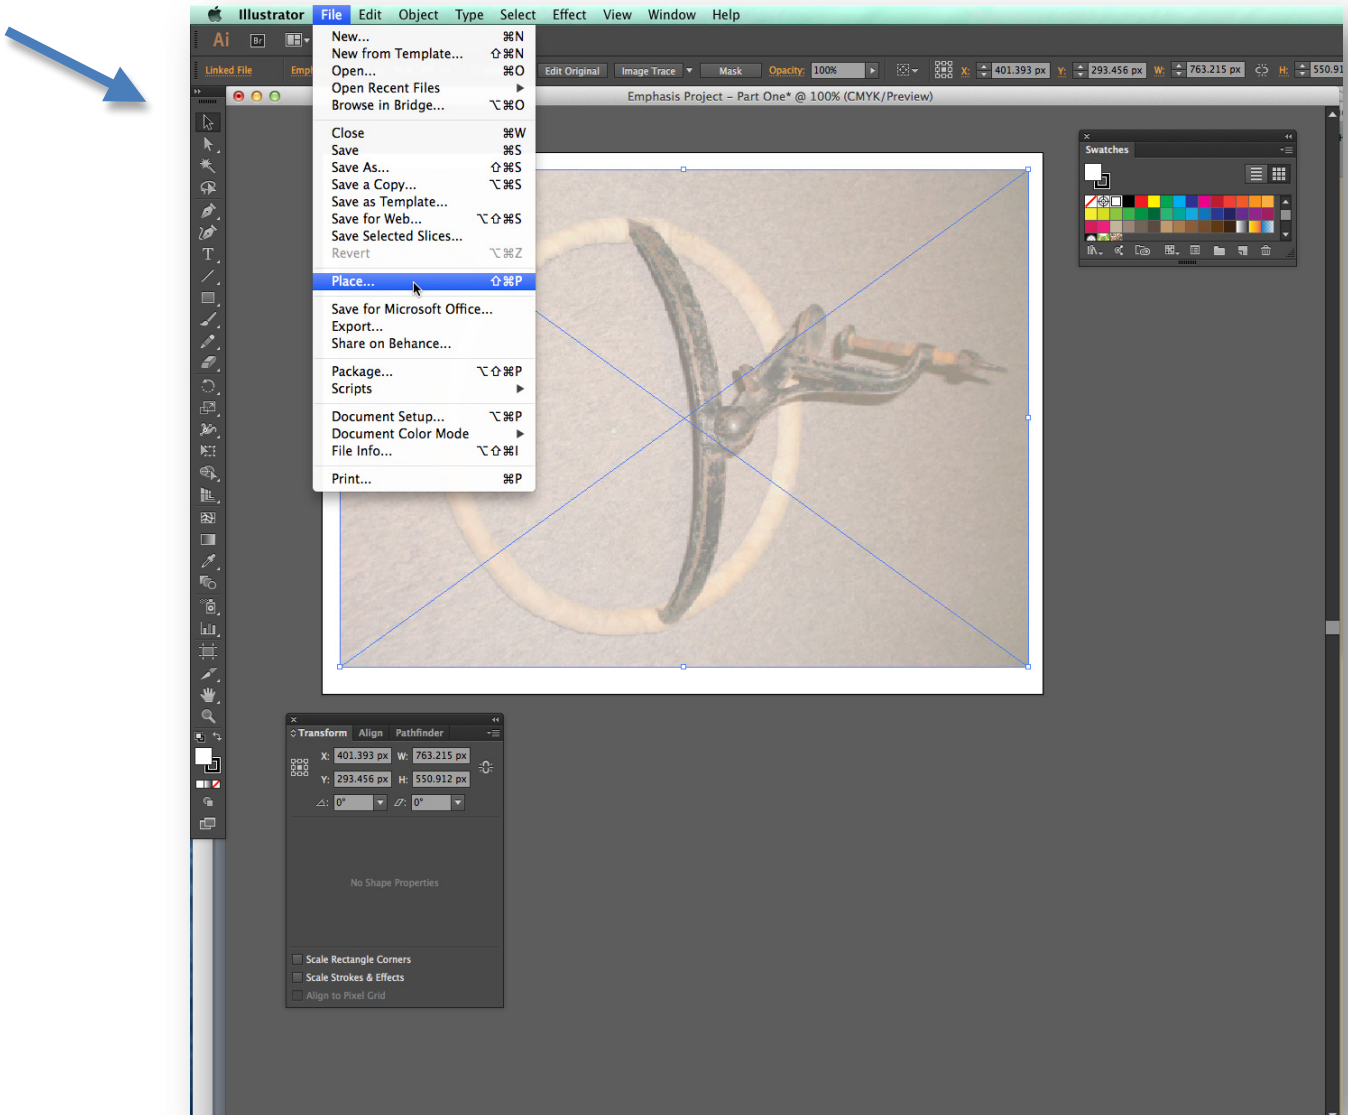 Illustrator File Edit Object Type Select Effect View Window Help
Ai Br
Linked File Emph Edit Original Image Trace Mask Opacity: 100% X: 401.393 px Y: 293.456 px W: 763.215 px H: 550.91
Emphasis Project – Part One* @ 100% (CMYK/Preview)
New... ⌘N
New from Template... ⇧⌘N
Open... ⌘O
Open Recent Files ▶
Browse in Bridge... ⌥⌘O
Close ⌘W
Save ⌘S
Save As... ⇧⌘S
Save a Copy... ⌥⌘S
Save as Template...
Save for Web... ⌥⇧⌘S
Save Selected Slices...
Revert ⌥⌘Z
Place... ⇧⌘P
Save for Microsoft Office...
Export...
Share on Behance...
Package... ⌥⇧⌘P
Scripts ▶
Document Setup... ⌥⌘P
Document Color Mode ▶
File Info... ⌥⇧⌘I
Print... ⌘P
Swatches
Transform Align Pathfinder
X: 401.393 px W: 763.215 px
Y: 293.456 px H: 550.912 px
0° 0°
No Shape Properties
Scale Rectangle Corners
Scale Strokes & Effects
Align to Pixel Grid